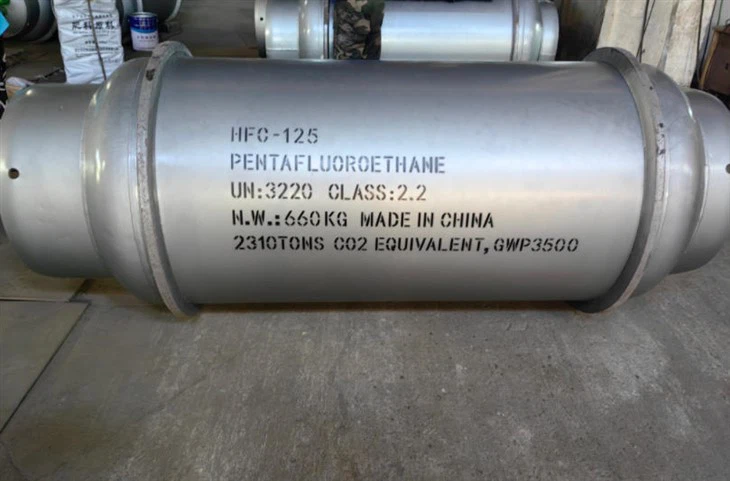 HFC-125
PENTAFLUOROETHANE
UN:3220 CLASS:2.2
N.W.:660KG MADE IN CHINA
2310TONS CO2 EQUIVALENT,GWP3500